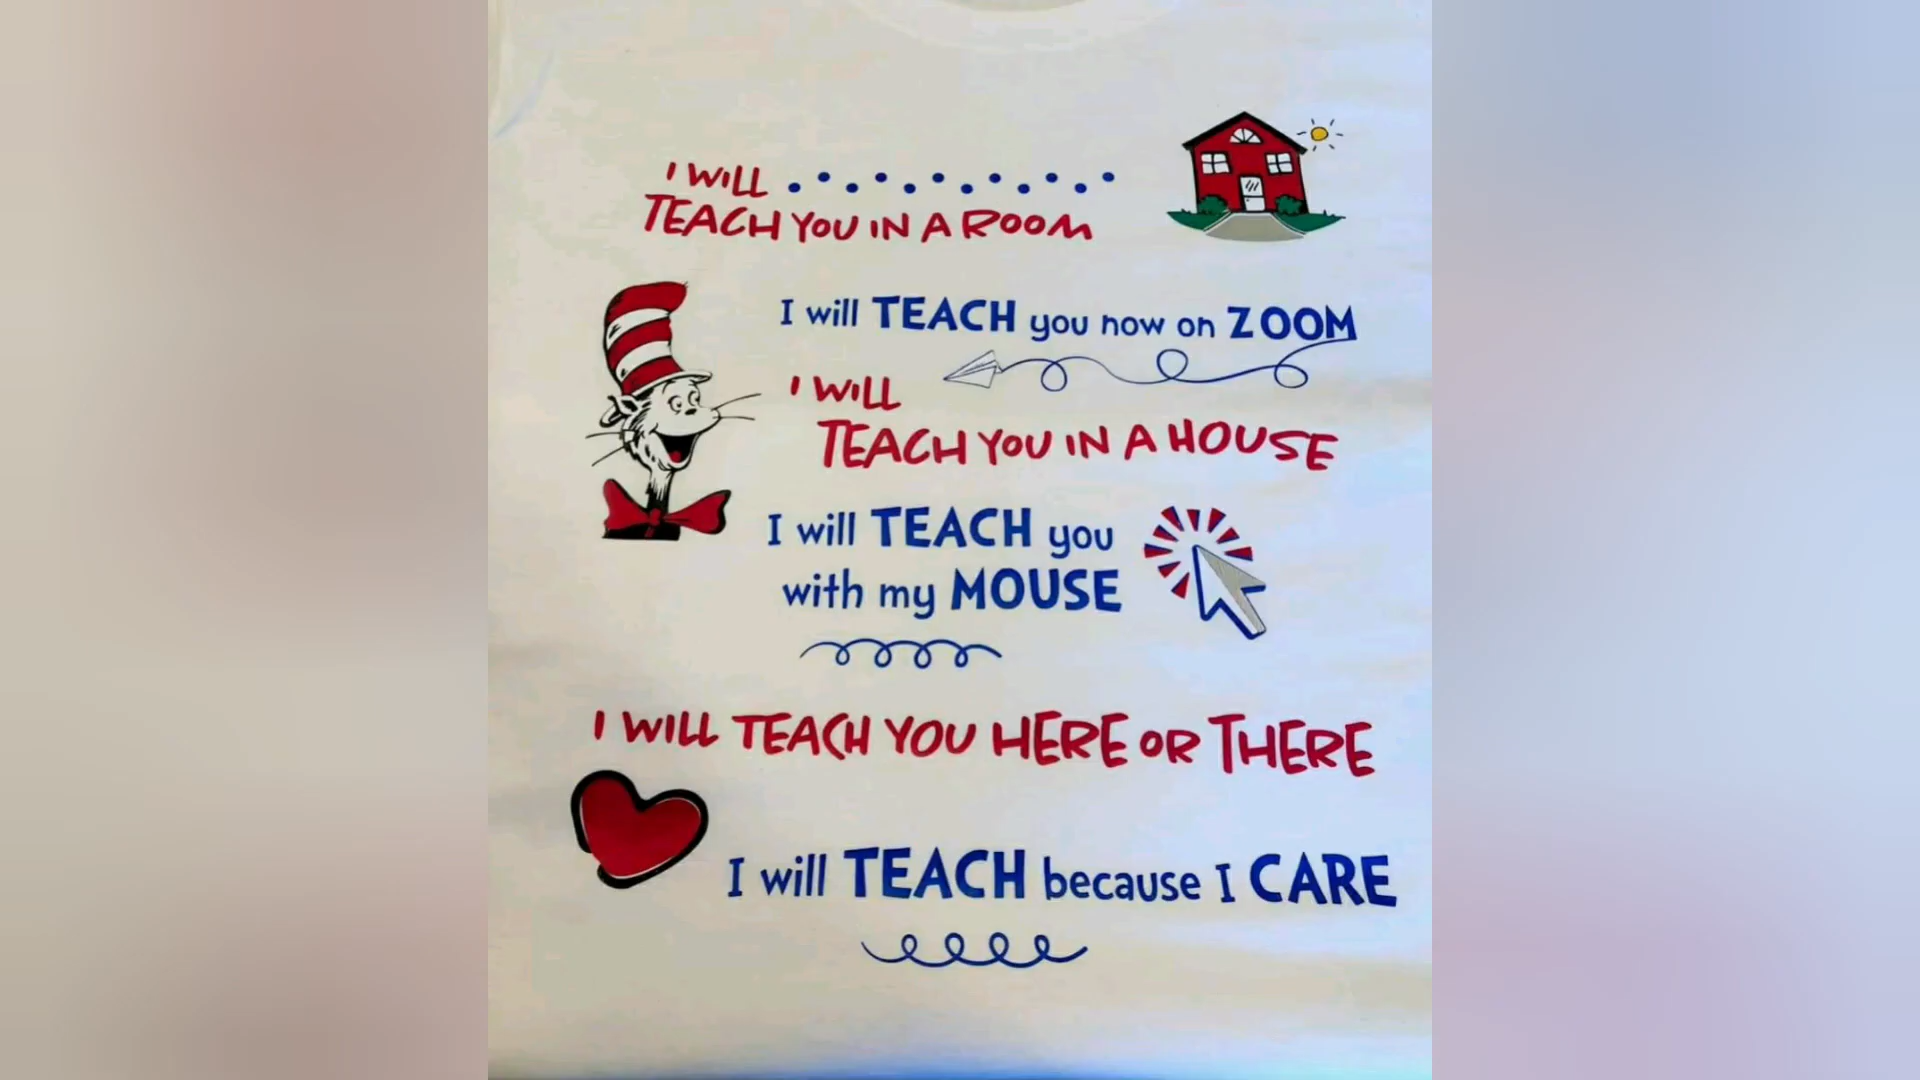 I WILL
TEACH YOU IN A ROOM
I will TEACH you now on ZOOM
I WILL
TEACH YOU IN A HOUSE
I will TEACH you
with my MOUSE
I WILL TEACH YOU HERE OR THERE
I will TEACH because I CARE